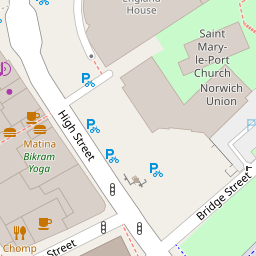 England
House
Saint
Mary-
le-Port
Church
Norwich
Union
P
P
P
P
P
High Street
Matina
Bikram
Yoga
Bridge Street
Chomp
Street